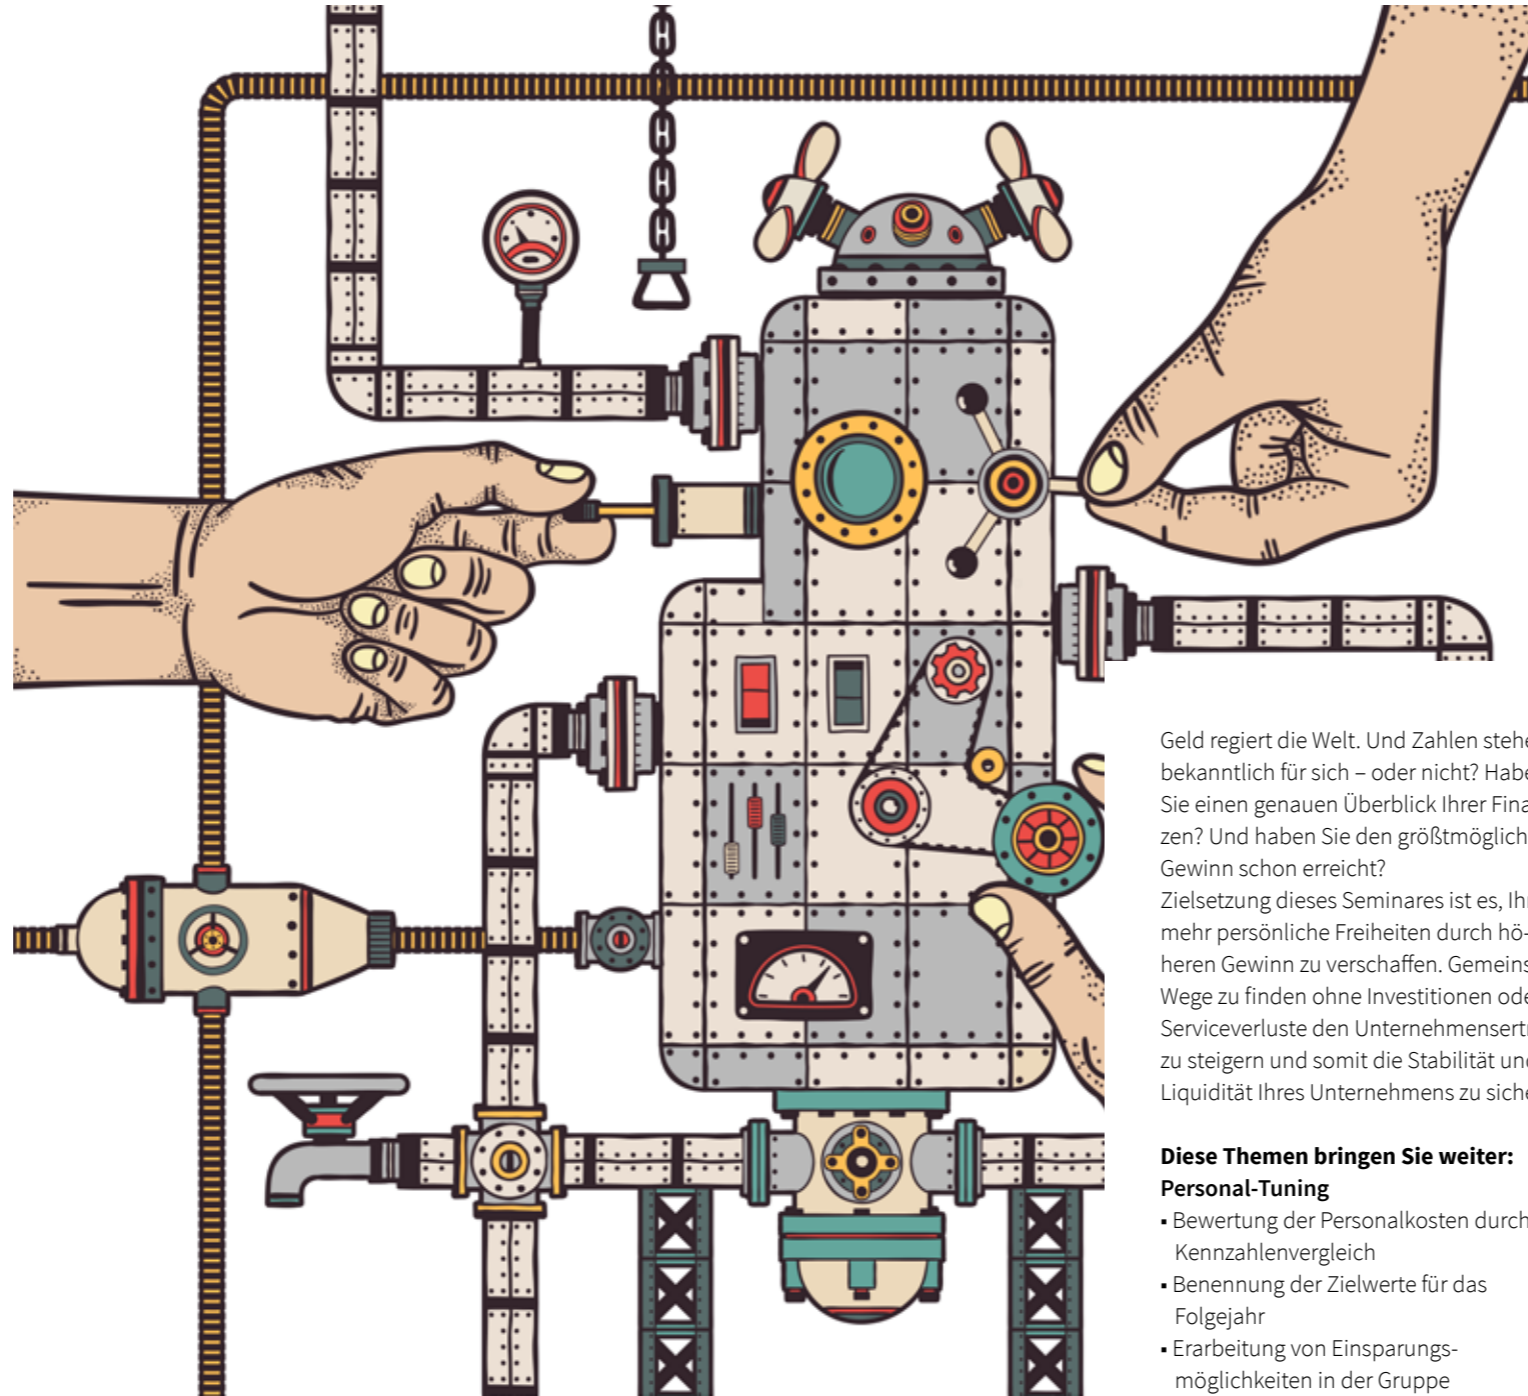 Geld regiert die Welt. Und Zahlen stehe
bekanntlich für sich – oder nicht? Habe
Sie einen genauen Überblick Ihrer Fina
zen? Und haben Sie den größtmöglich
Gewinn schon erreicht?
Zielsetzung dieses Seminares ist es, Ihr
mehr persönliche Freiheiten durch hö-
heren Gewinn zu verschaffen. Gemeins
Wege zu finden ohne Investitionen ode
Serviceverluste den Unternehmensertr
zu steigern und somit die Stabilität und
Liquidität Ihres Unternehmens zu siche
Diese Themen bringen Sie weiter:
Personal-Tuning
▪ Bewertung der Personalkosten durch
Kennzahlenvergleich
▪ Benennung der Zielwerte für das
Folgejahr
▪ Erarbeitung von Einsparungs-
möglichkeiten in der Gruppe